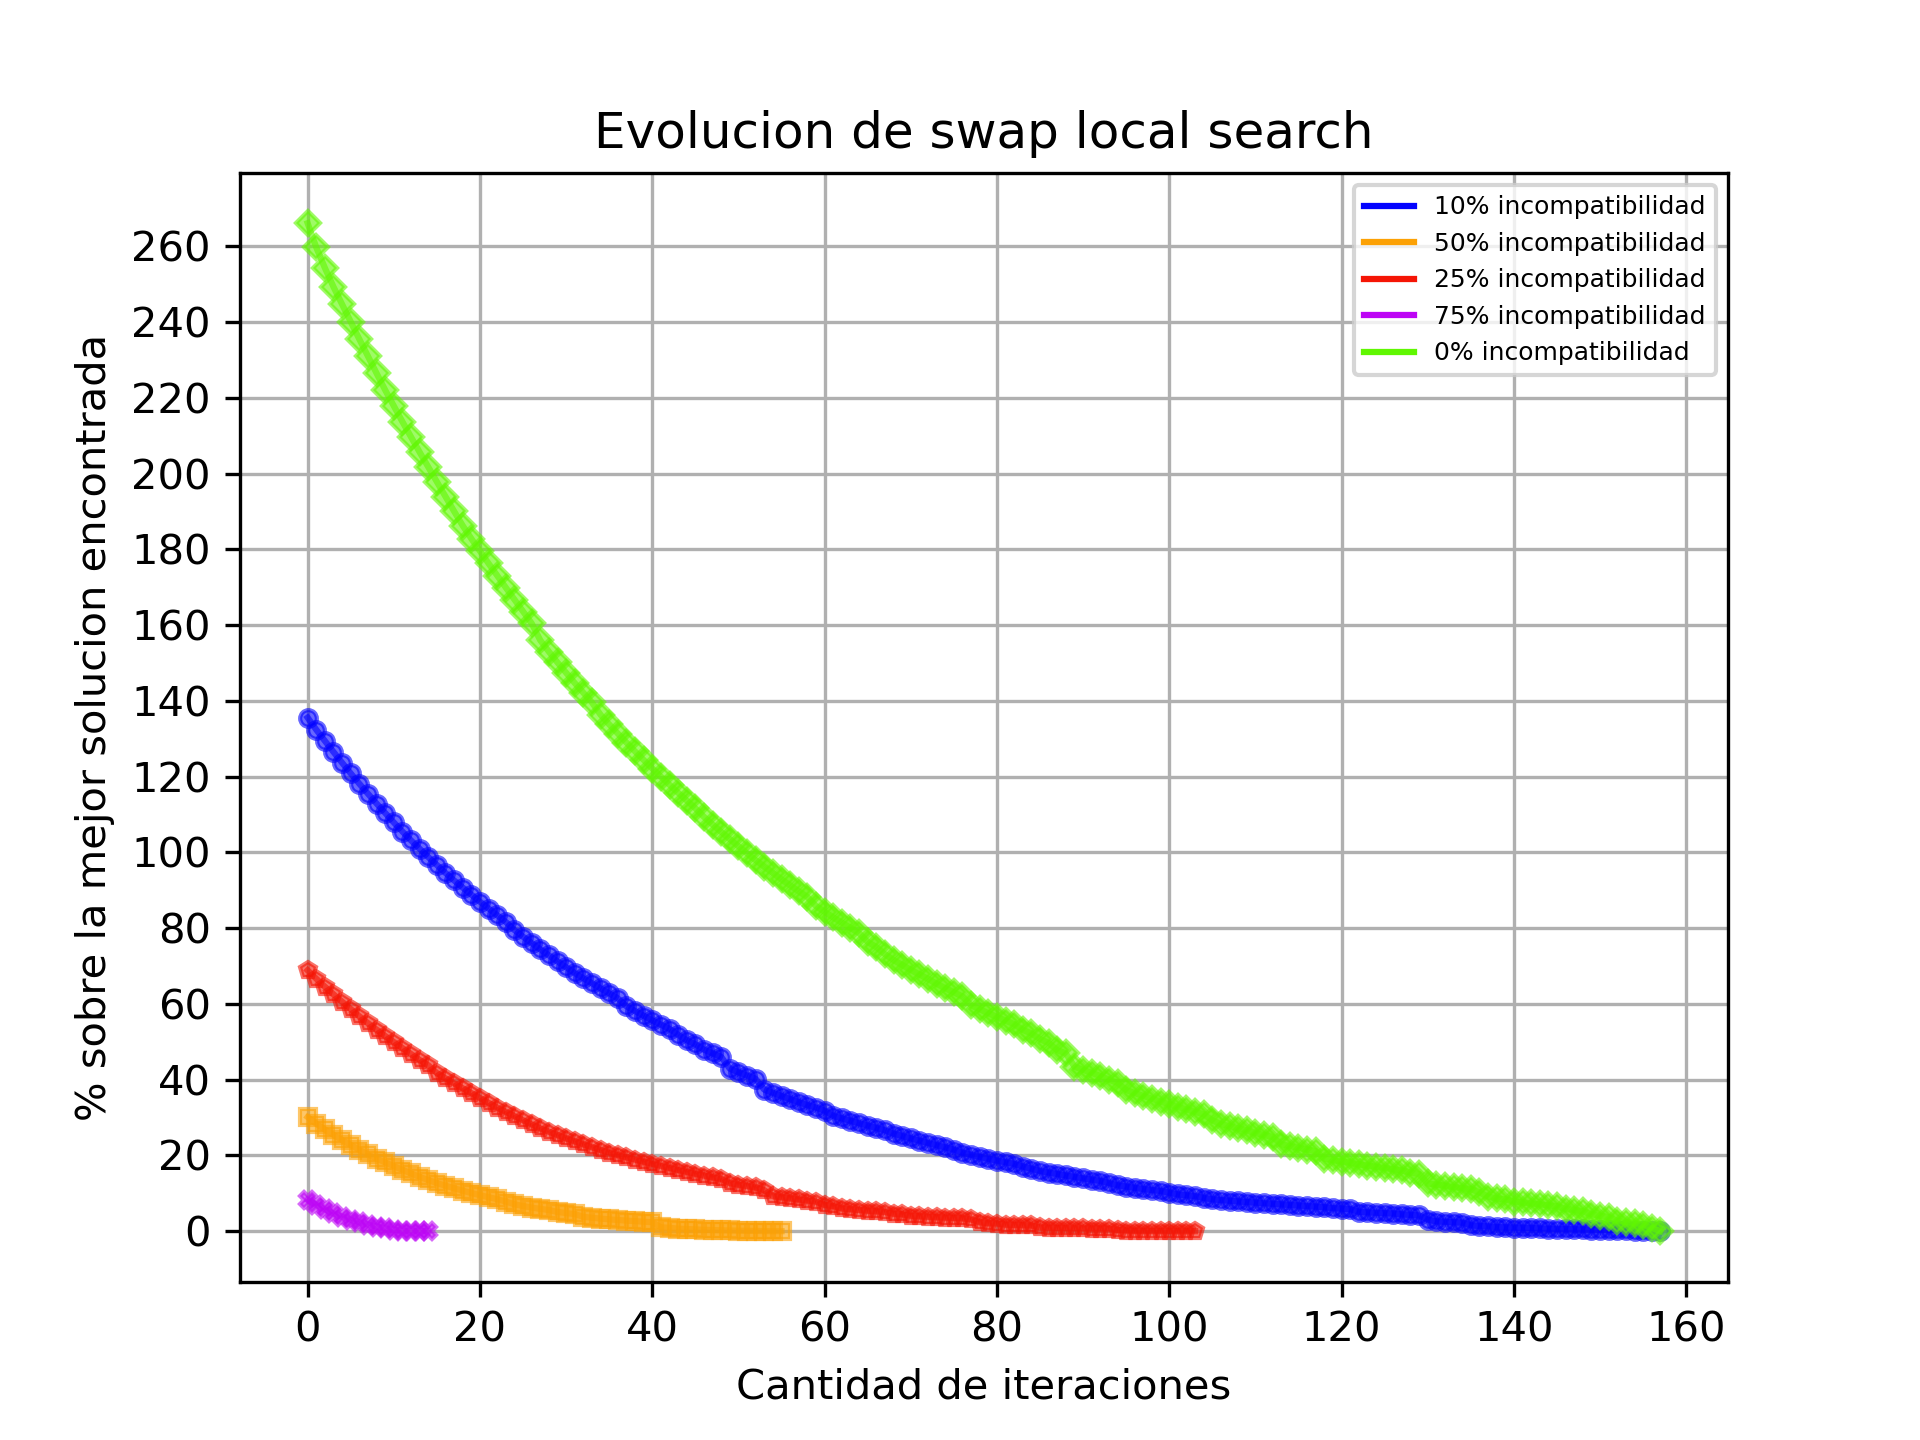 Evolucion de swap local search
10% incompatibilidad
50% incompatibilidad
25% incompatibilidad
75% incompatibilidad
0% incompatibilidad
% sobre la mejor solucion encontrada
260
240
220
200
180
160
140
120
100
80
60
40
20
0
0 20 40 60 80 100 120 140 160
Cantidad de iteraciones